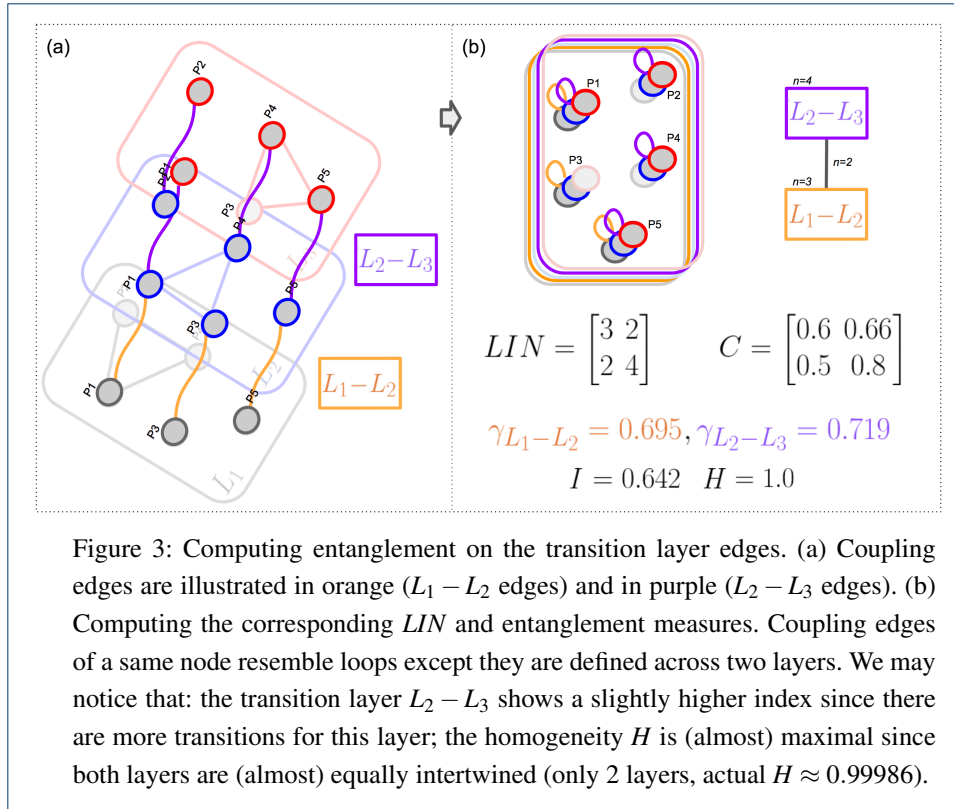 (a)
P2
P4
P1
P2
P5
P3
P4
L3
L2−L3
P1
P5
P3
L2
L1−L2
P1
P5
P3
L1
(b)
P1
P2
P3
P4
P5
n=4
L2−L3
n=2
n=3
L1−L2
LIN = [3 2
2 4]
C = [0.6 0.66
0.5 0.8]
γL1−L2 = 0.695, γL2−L3 = 0.719
I = 0.642 H = 1.0
Figure 3: Computing entanglement on the transition layer edges. (a) Coupling
edges are illustrated in orange (L1 − L2 edges) and in purple (L2 − L3 edges). (b)
Computing the corresponding LIN and entanglement measures. Coupling edges
of a same node resemble loops except they are defined across two layers. We may
notice that: the transition layer L2 − L3 shows a slightly higher index since there
are more transitions for this layer; the homogeneity H is (almost) maximal since
both layers are (almost) equally intertwined (only 2 layers, actual H ≈ 0.99986).